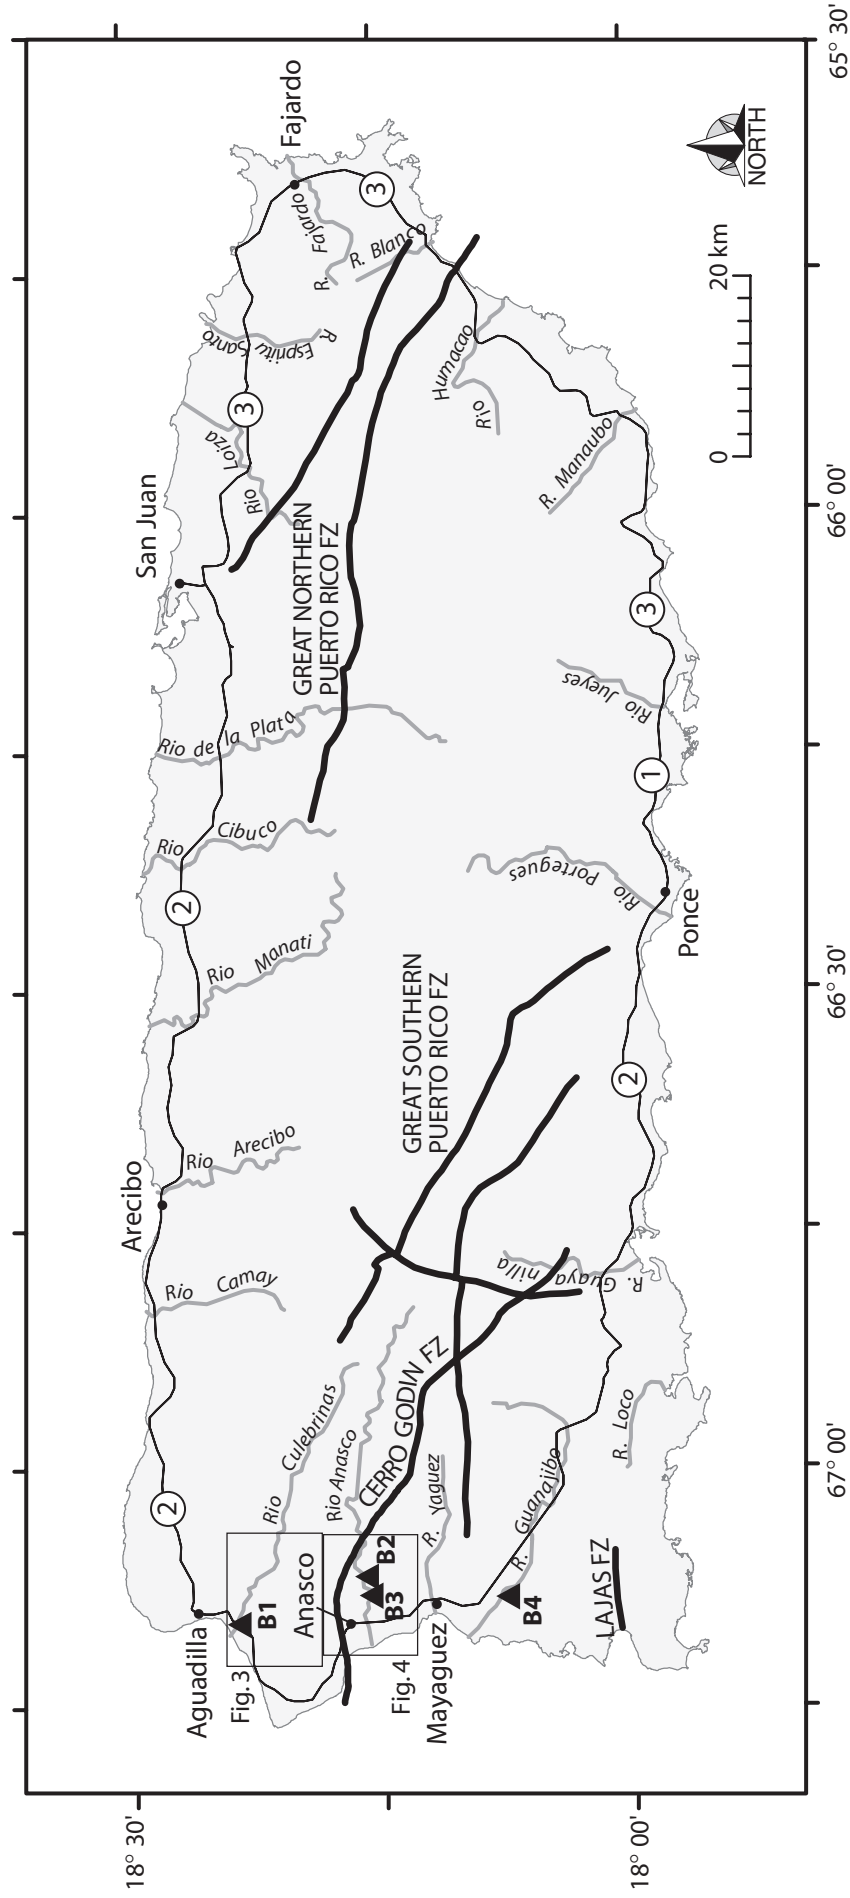 18° 30'
18° 00'
65° 30'
66° 00'
66° 30'
67° 00'
Aguadilla
Arecibo
San Juan
Fajardo
Mayaguez
Anasco
Ponce
Fig. 3
Fig. 4
B1
B2
B3
B4
2
2
3
3
3
1
2
Rio Camay
Rio Arecibo
Rio Manati
Rio Cibuco
Rio de la Plata
Rio Loiza
R. Espritu Santo
R. Fajardo
R. Blanco
Rio Humacao
R. Manaubo
Rio Jueyes
Rio Portegues
R. Guayanilla
R. Loco
R. Guanajibo
R. Yaguez
Rio Anasco
Rio Culebrinas
GREAT NORTHERN
PUERTO RICO FZ
GREAT SOUTHERN
PUERTO RICO FZ
CERRO GODIN FZ
LAJAS FZ
0 20 km
NORTH